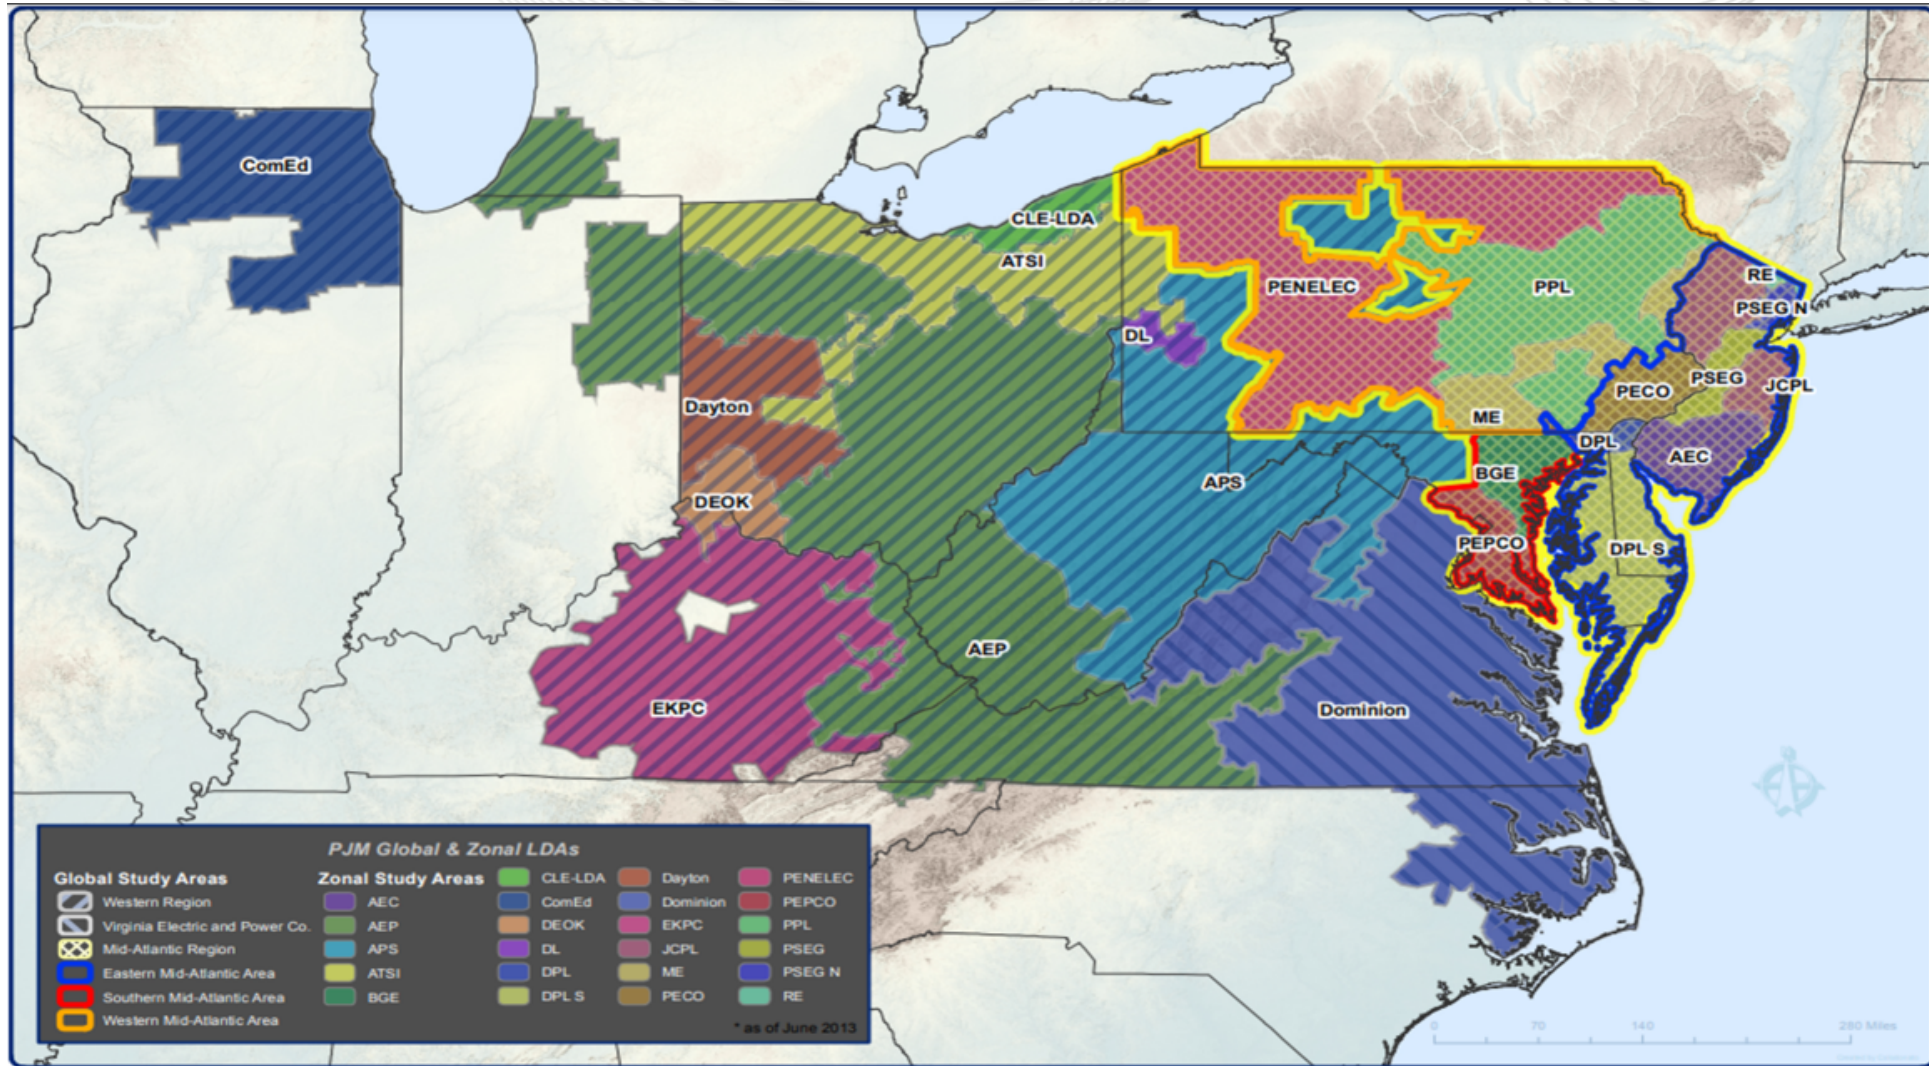 ComEd
CLE-LDA
ATSI
PENELEC
PPL
RE
PSEG N
DL
Dayton
PECO
PSEG
JCPL
ME
DPL
AEC
BGE
APS
DEOK
PEPCO
DPL S
AEP
EKPC
Dominion
PJM Global & Zonal LDAs
Global Study Areas
Western Region
Virginia Electric and Power Co.
Mid-Atlantic Region
Eastern Mid-Atlantic Area
Southern Mid-Atlantic Area
Western Mid-Atlantic Area
Zonal Study Areas
AEC
AEP
APS
ATSI
BGE
CLE-LDA
ComEd
DEOK
DL
DPL
DPL S
Dayton
Dominion
EKPC
JCPL
ME
PECO
PENELEC
PEPCO
PPL
PSEG
PSEG N
RE
* as of June 2013
0 70 140 280 Miles